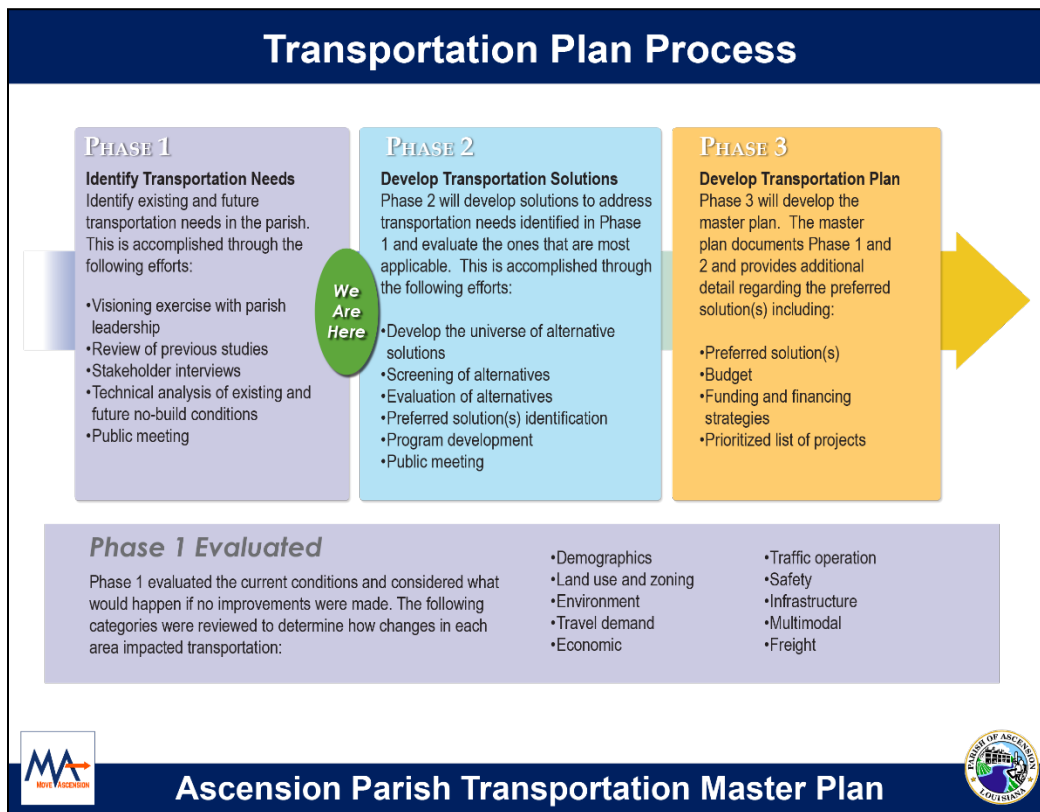 Transportation Plan Process
PHASE 1
Identify Transportation Needs
Identify existing and future
transportation needs in the parish.
This is accomplished through the
following efforts:
•Visioning exercise with parish
leadership
•Review of previous studies
•Stakeholder interviews
•Technical analysis of existing and
future no-build conditions
•Public meeting
We
Are
Here
PHASE 2
Develop Transportation Solutions
Phase 2 will develop solutions to address
transportation needs identified in Phase
1 and evaluate the ones that are most
applicable.  This is accomplished through
the following efforts:
•Develop the universe of alternative
solutions
•Screening of alternatives
•Evaluation of alternatives
•Preferred solution(s) identification
•Program development
•Public meeting
PHASE 3
Develop Transportation Plan
Phase 3 will develop the
master plan.  The master
plan documents Phase 1 and
2 and provides additional
detail regarding the preferred
solution(s) including:
•Preferred solution(s)
•Budget
•Funding and financing
strategies
•Prioritized list of projects
Phase 1 Evaluated
Phase 1 evaluated the current conditions and considered what
would happen if no improvements were made. The following
categories were reviewed to determine how changes in each
area impacted transportation:
•Demographics
•Land use and zoning
•Environment
•Travel demand
•Economic
•Traffic operation
•Safety
•Infrastructure
•Multimodal
•Freight
MA
MOVE ASCENSION
Ascension Parish Transportation Master Plan
PARISH OF ASCENSION
LOUISIANA